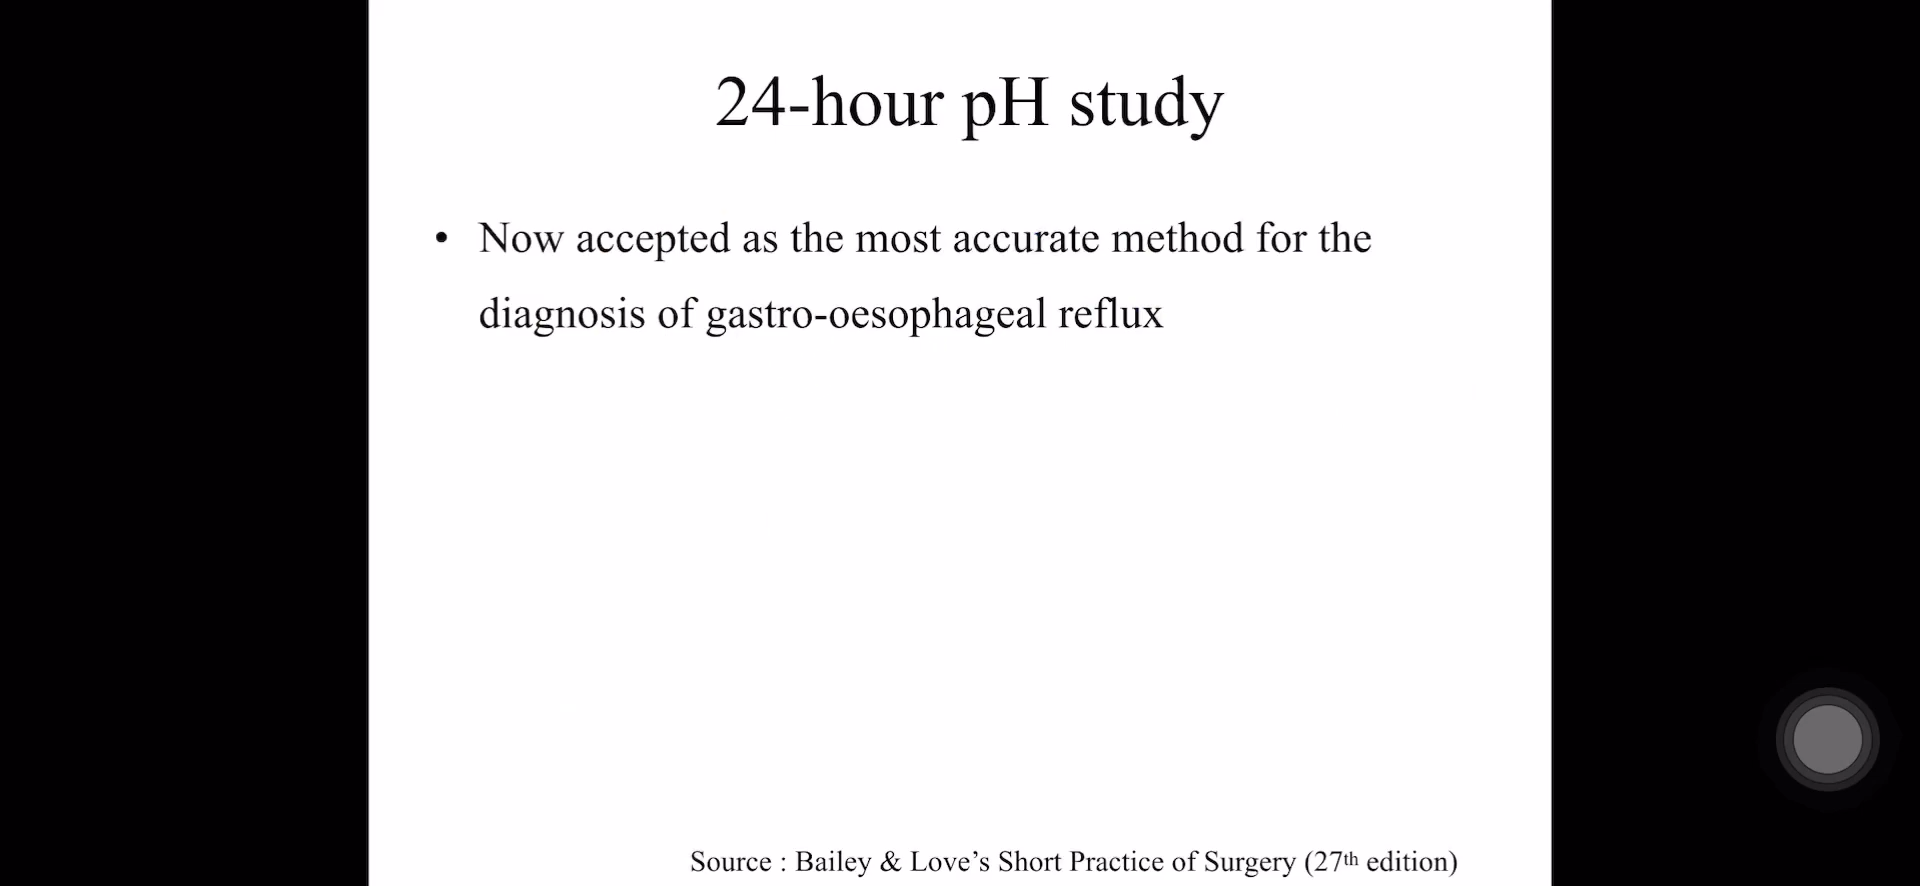 24-hour pH study
• Now accepted as the most accurate method for the
diagnosis of gastro-oesophageal reflux
Source : Bailey & Love’s Short Practice of Surgery (27th edition)